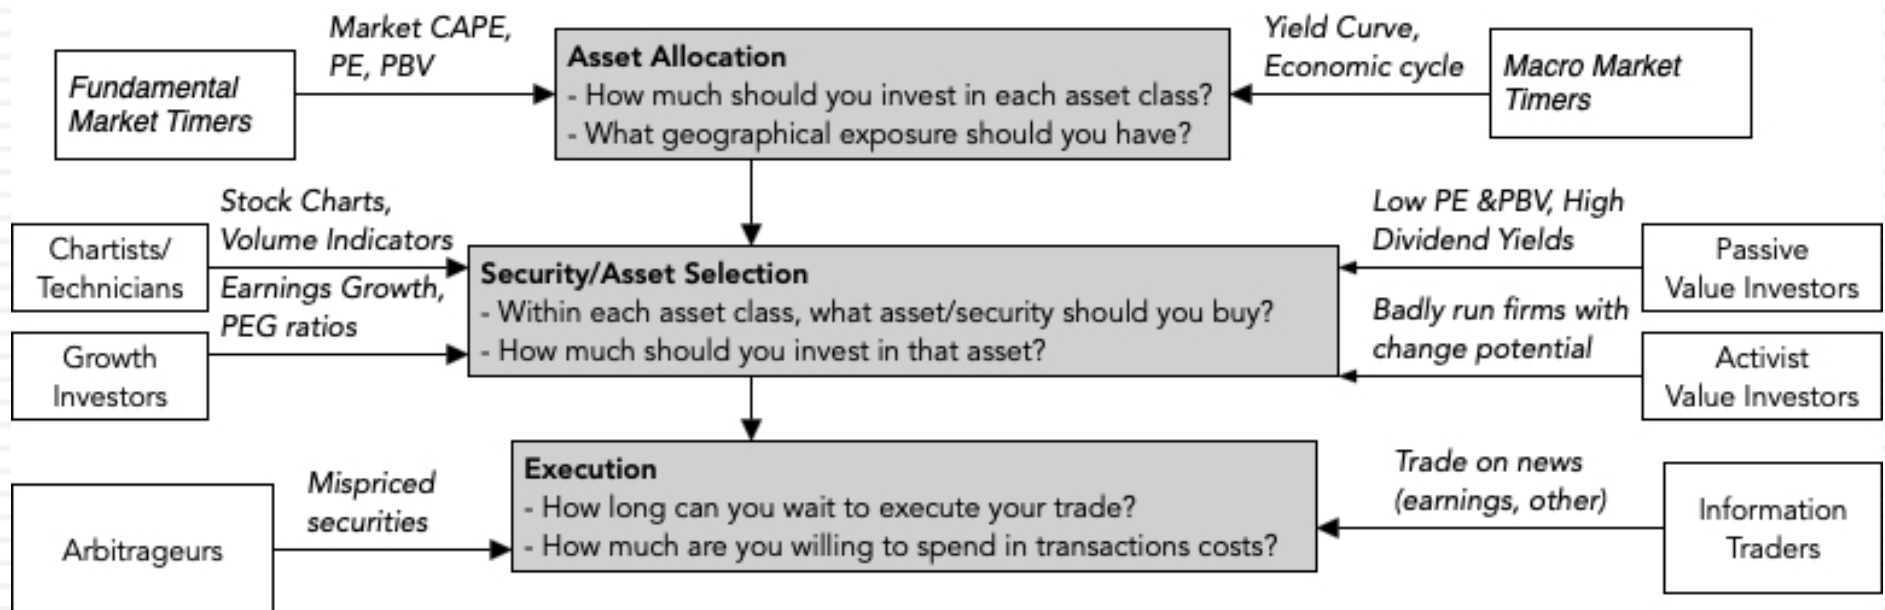 Market CAPE,
PE, PBV
Fundamental
Market Timers
Asset Allocation
- How much should you invest in each asset class?
- What geographical exposure should you have?
Yield Curve,
Economic cycle
Macro Market
Timers
Stock Charts,
Volume Indicators
Chartists/
Technicians
Earnings Growth,
PEG ratios
Growth
Investors
Security/Asset Selection
- Within each asset class, what asset/security should you buy?
- How much should you invest in that asset?
Low PE &PBV, High
Dividend Yields
Passive
Value Investors
Badly run firms with
change potential
Activist
Value Investors
Arbitrageurs
Mispriced
securities
Execution
- How long can you wait to execute your trade?
- How much are you willing to spend in transactions costs?
Trade on news
(earnings, other)
Information
Traders